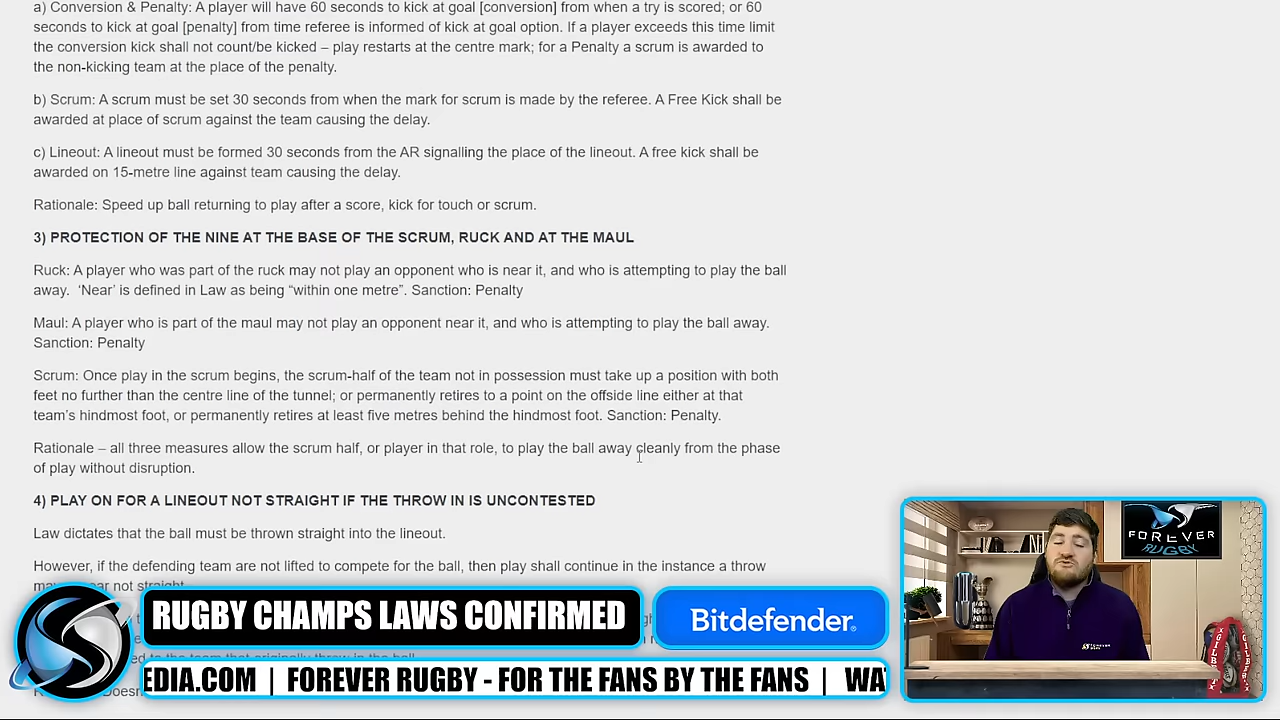 a) Conversion & Penalty: A player will have 60 seconds to kick at goal [conversion] from when a try is scored; or 60
seconds to kick at goal [penalty] from time referee is informed of kick at goal option. If a player exceeds this time limit
the conversion kick shall not count/be kicked – play restarts at the centre mark; for a Penalty a scrum is awarded to
the non-kicking team at the place of the penalty.
b) Scrum: A scrum must be set 30 seconds from when the mark for scrum is made by the referee. A Free Kick shall be
awarded at place of scrum against the team causing the delay.
c) Lineout: A lineout must be formed 30 seconds from the AR signalling the place of the lineout. A free kick shall be
awarded on 15-metre line against team causing the delay.
Rationale: Speed up ball returning to play after a score, kick for touch or scrum.
3) PROTECTION OF THE NINE AT THE BASE OF THE SCRUM, RUCK AND AT THE MAUL
Ruck: A player who was part of the ruck may not play an opponent who is near it, and who is attempting to play the ball
away. ‘Near’ is defined in Law as being “within one metre”. Sanction: Penalty
Maul: A player who is part of the maul may not play an opponent near it, and who is attempting to play the ball away.
Sanction: Penalty
Scrum: Once play in the scrum begins, the scrum-half of the team not in possession must take up a position with both
feet no further than the centre line of the tunnel; or permanently retires to a point on the offside line either at that
team’s hindmost foot, or permanently retires at least five metres behind the hindmost foot. Sanction: Penalty.
Rationale – all three measures allow the scrum half, or player in that role, to play the ball away cleanly from the phase
of play without disruption.
4) PLAY ON FOR A LINEOUT NOT STRAIGHT IF THE THROW IN IS UNCONTESTED
Law dictates that the ball must be thrown straight into the lineout.
However, if the defending team are not lifted to compete for the ball, then play shall continue in the instance a throw
not straight
FOREVER
RUGBY
RUGBY CHAMPS LAWS CONFIRMED
Bitdefender
EDIA.COM | FOREVER RUGBY - FOR THE FANS BY THE FANS | WA